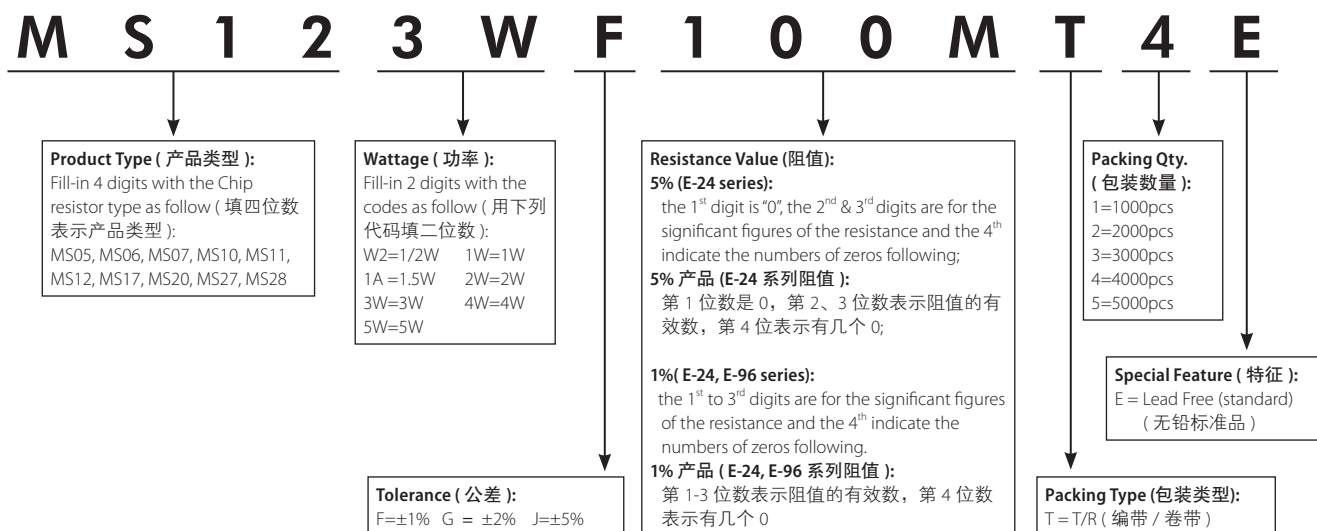 M S 1 2 3 W F 1 0 0 M T 4 E
Product Type ( 产品类型 ):
Fill-in 4 digits with the Chip
resistor type as follow ( 填四位数
表示产品类型 ):
MS05, MS06, MS07, MS10, MS11,
MS12, MS17, MS20, MS27, MS28
Wattage ( 功率 ):
Fill-in 2 digits with the
codes as follow ( 用下列
代码填二位数 ):
W2=1/2W 1W=1W
1A =1.5W 2W=2W
3W=3W 4W=4W
5W=5W
Tolerance ( 公差 ):
F=±1% G = ±2% J=±5%
Resistance Value (阻值):
5% (E-24 series):
the 1st digit is “0”, the 2nd & 3rd digits are for the
significant figures of the resistance and the 4th
indicate the numbers of zeros following;
5% 产品 (E-24 系列阻值 ):
第 1 位数是 0，第 2、3 位数表示阻值的有
效数，第 4 位表示有几个 0;
1%( E-24, E-96 series):
the 1st to 3rd digits are for the significant figures
of the resistance and the 4th indicate the
numbers of zeros following.
1% 产品 ( E-24, E-96 系列阻值 ):
第 1-3 位数表示阻值的有效数，第 4 位数
表示有几个 0
Packing Qty.
( 包装数量 ):
1=1000pcs
2=2000pcs
3=3000pcs
4=4000pcs
5=5000pcs
Special Feature ( 特征 ):
E = Lead Free (standard)
( 无铅标准品 )
Packing Type (包装类型):
T = T/R ( 编带 / 卷带 )